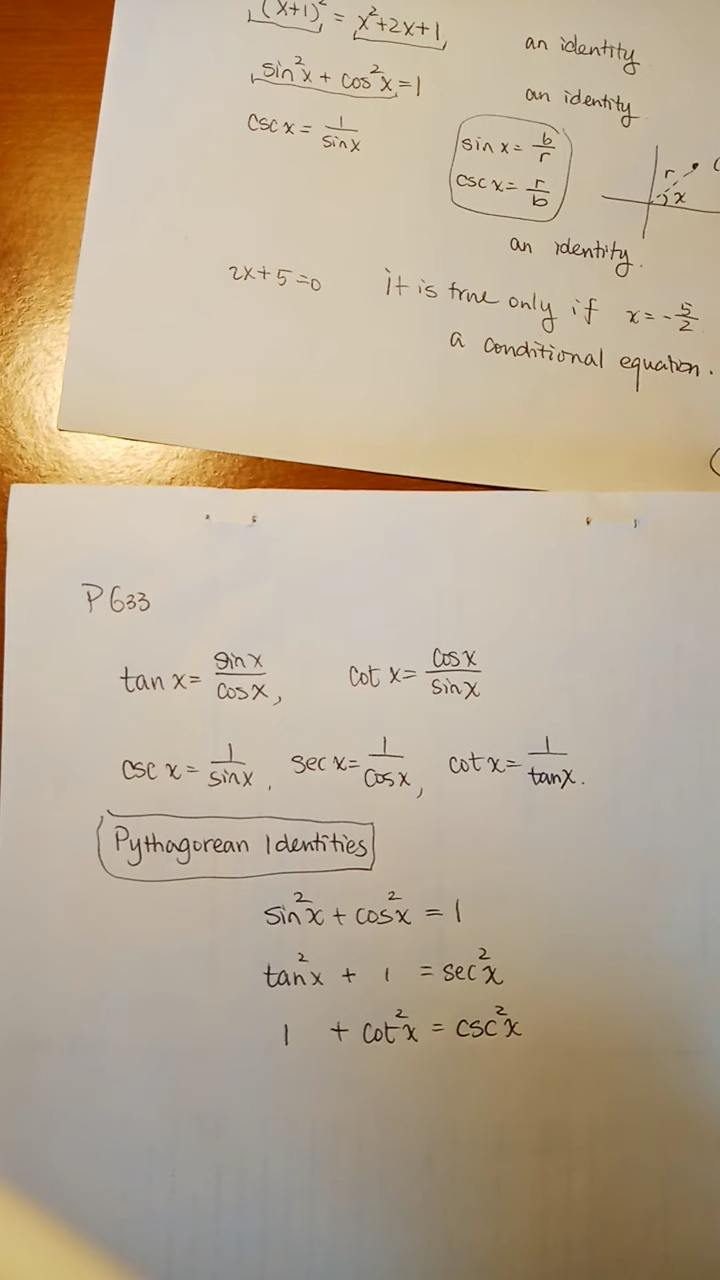 (x+1)² = x²+2x+1 an identity
sin²x + cos²x = 1 an identity
csc x = 1/sin x
sin x = b/r
csc x = r/b
r
x
an identity.
2x+5=0 it is true only if x = -5/2
a conditional equation.
P633
tan x = sin x/cos x, cot x = cos x/sin x
csc x = 1/sin x, sec x = 1/cos x, cot x = 1/tan x.
Pythagorean Identities
sin²x + cos²x = 1
tan²x + 1 = sec²x
1 + cot²x = csc²x